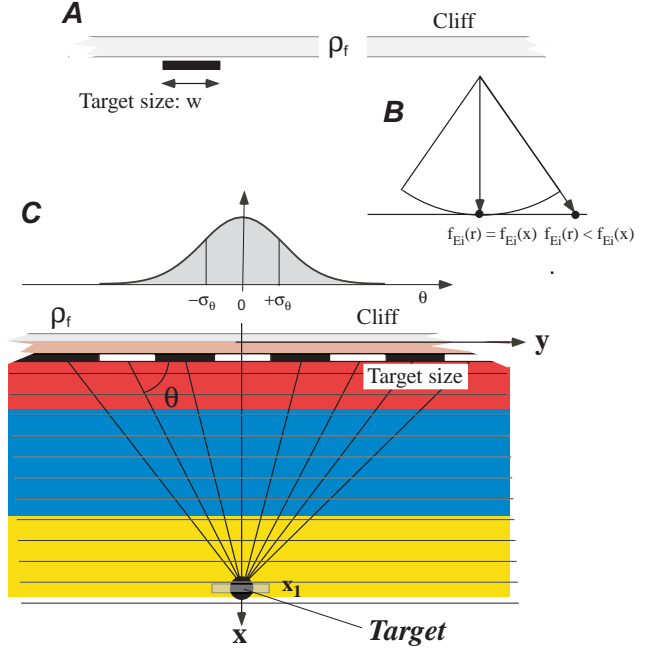 A
Cliff
ρf
Target size: w
B
fEi(r) = fEi(x) fEi(r) < fEi(x)
C
−σθ 0 +σθ θ
ρf Cliff
y
Target size
θ
x1
x
Target